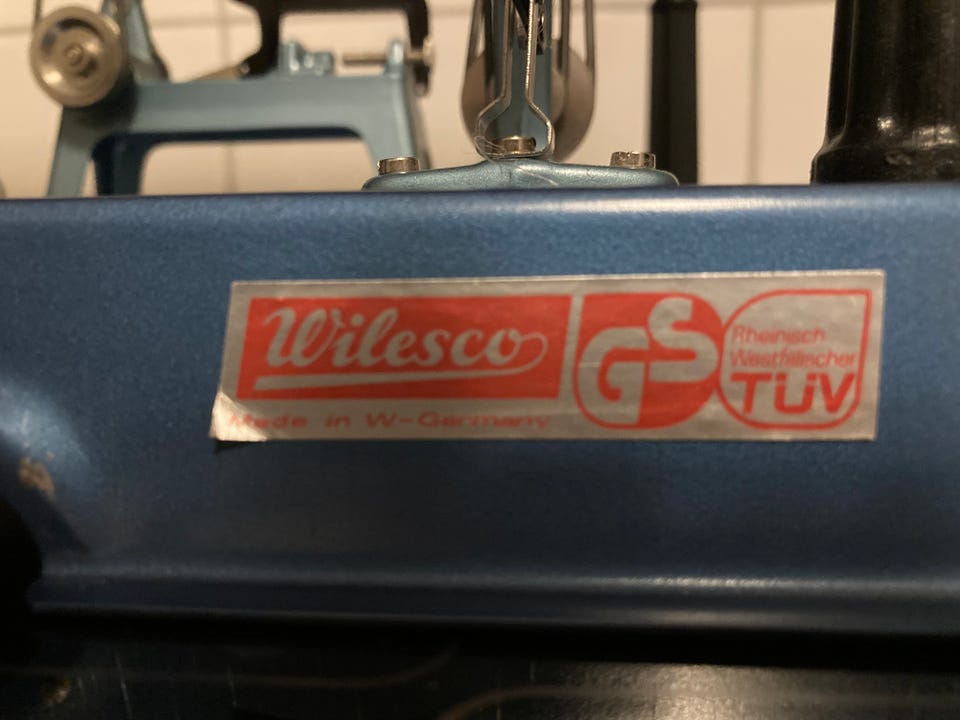 Wilesco
Made in W-Germany
GS
Rheinisch
Westfälischer
TÜV